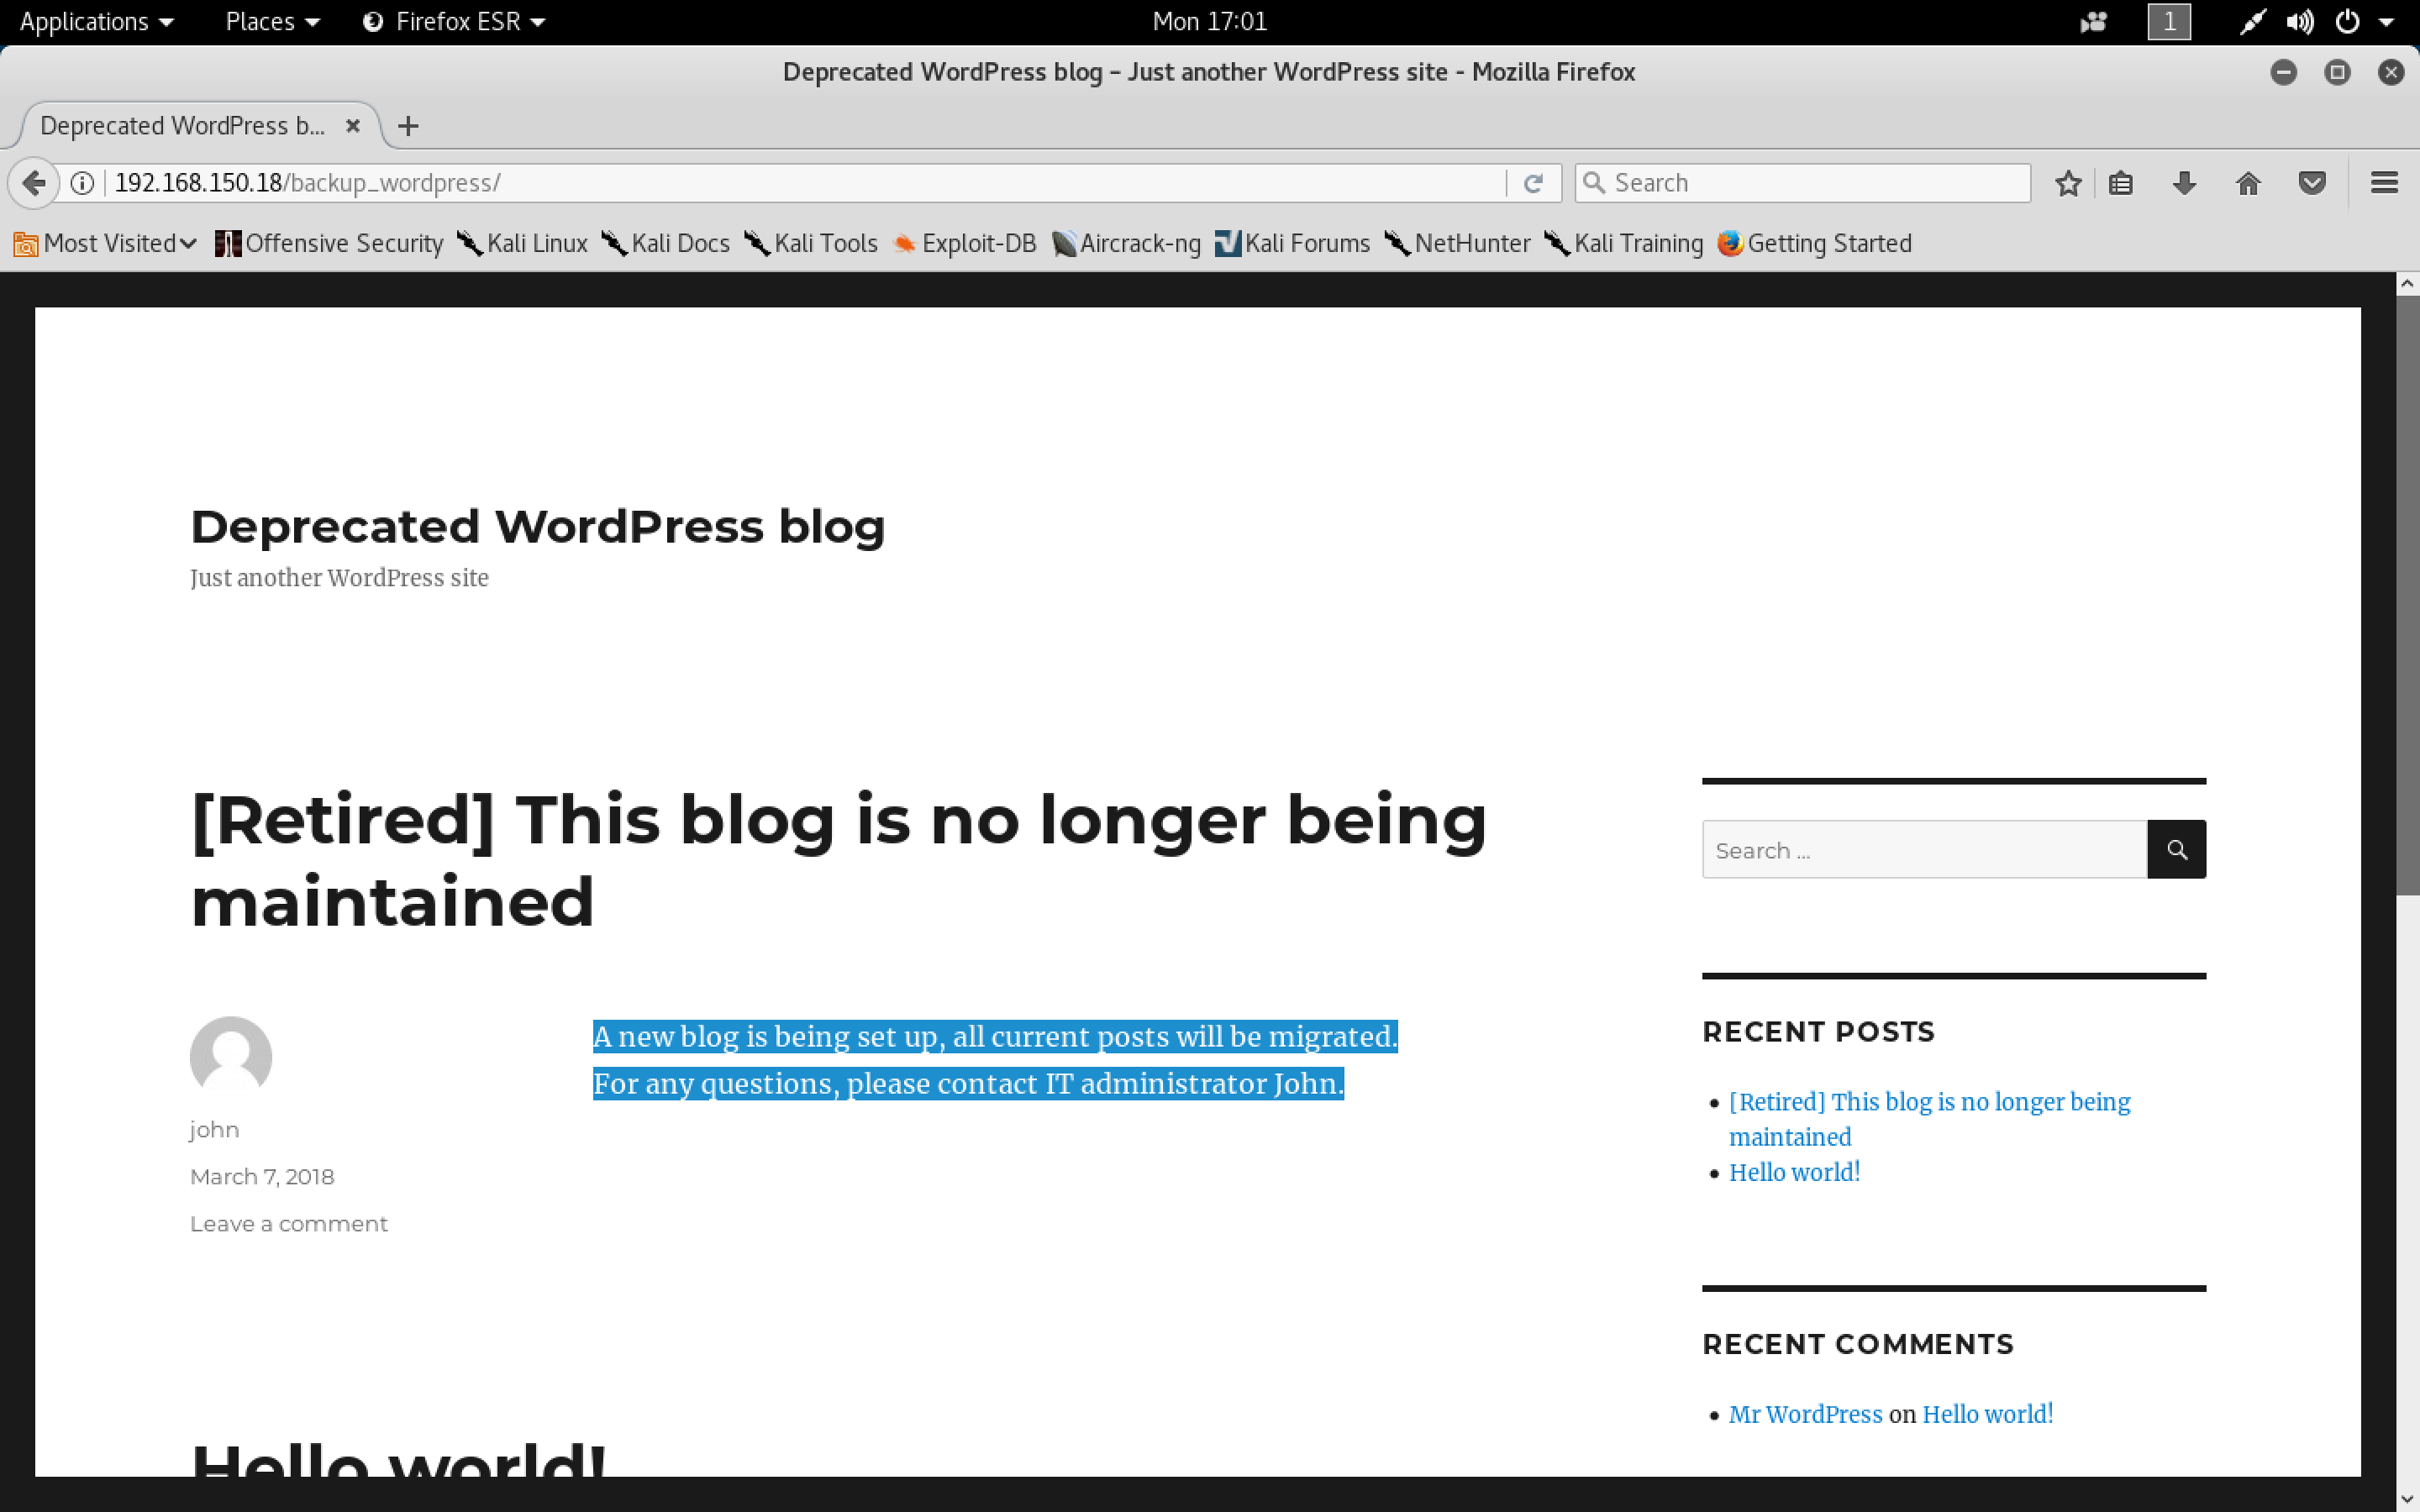 Applications Places Firefox ESR Mon 17:01 1
Deprecated WordPress blog – Just another WordPress site - Mozilla Firefox
Deprecated WordPress b...
192.168.150.18/backup_wordpress/ Search
Most Visited Offensive Security Kali Linux Kali Docs Kali Tools Exploit-DB Aircrack-ng Kali Forums NetHunter Kali Training Getting Started
Deprecated WordPress blog
Just another WordPress site
[Retired] This blog is no longer being
maintained
john
March 7, 2018
Leave a comment
A new blog is being set up, all current posts will be migrated.
For any questions, please contact IT administrator John.
Hello world!
Search ...
RECENT POSTS
[Retired] This blog is no longer being
maintained
Hello world!
RECENT COMMENTS
Mr WordPress on Hello world!